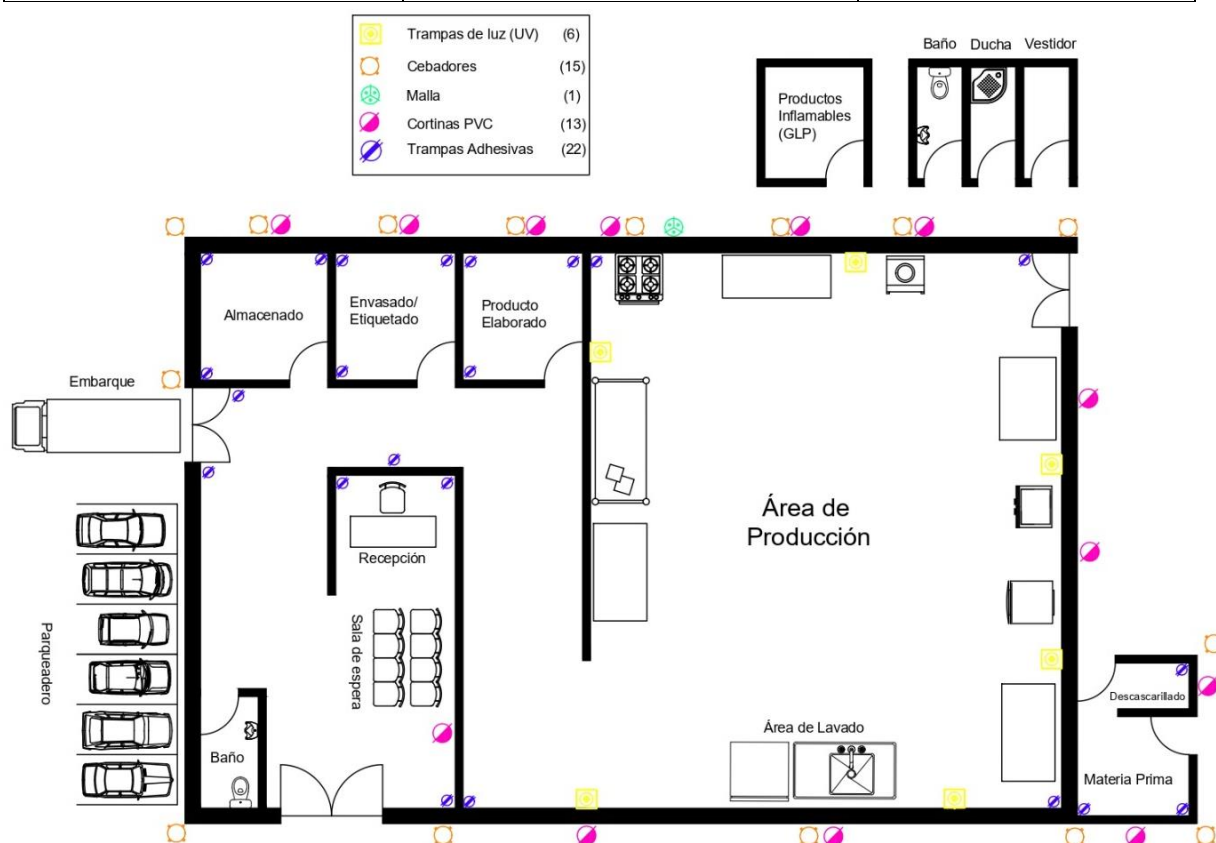 Trampas de luz (UV) (6)
Cebadores (15)
Malla (1)
Cortinas PVC (13)
Trampas Adhesivas (22)
Baño Ducha Vestidor
Productos
Inflamables
(GLP)
Almacenado
Envasado/
Etiquetado
Producto
Elaborado
Embarque
Área de
Producción
Recepción
Sala de espera
Parqueadero
Descascarillado
Área de Lavado
Baño
Materia Prima